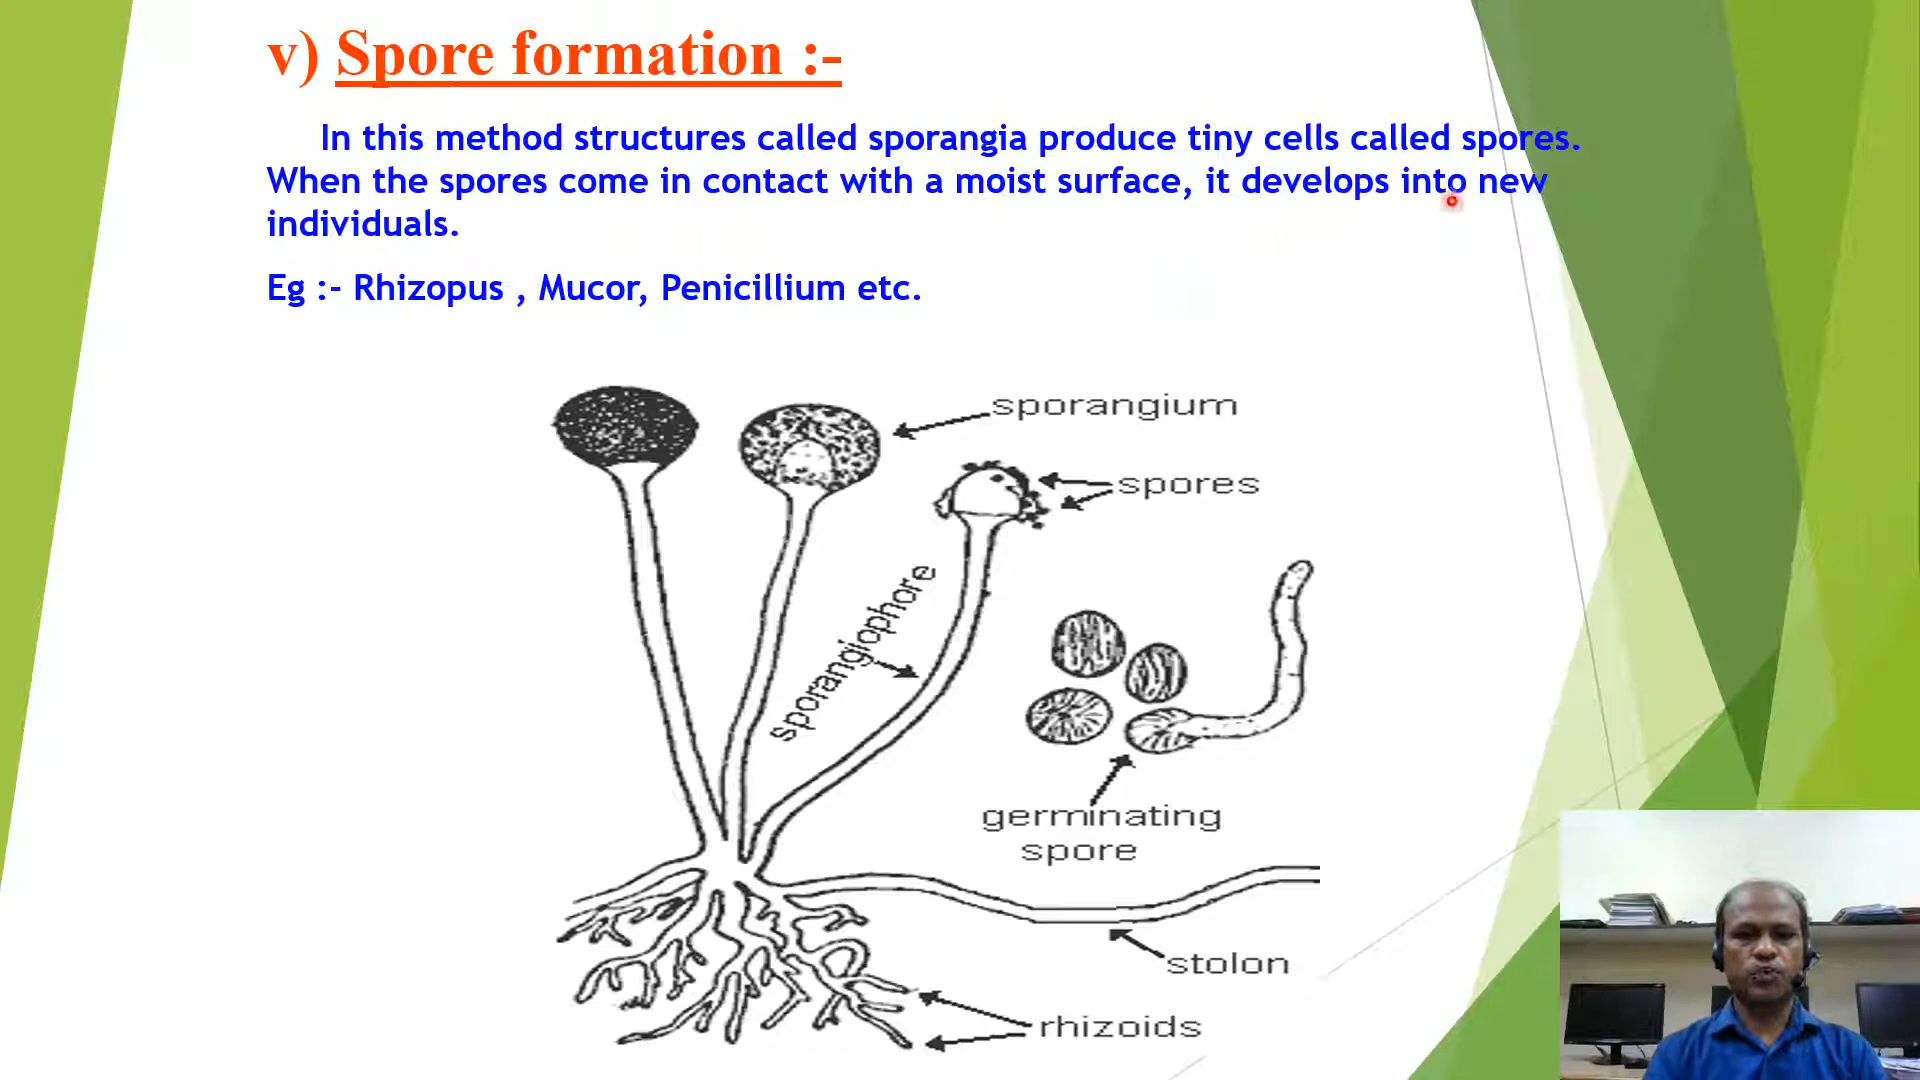 v) Spore formation :-
In this method structures called sporangia produce tiny cells called spores.
When the spores come in contact with a moist surface, it develops into new
individuals.
Eg :- Rhizopus , Mucor, Penicillium etc.
sporangium
spores
sporangiophore
germinating
spore
stolon
rhizoids